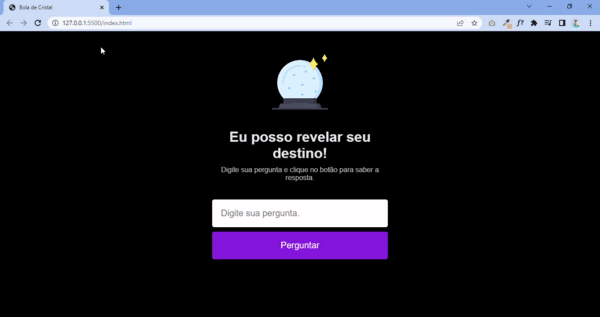 Bola de Cristal
127.0.0.1:5500/index.html
Eu posso revelar seu
destino!
Digite sua pergunta e clique no botão para saber a
resposta.
Digite sua pergunta.
Perguntar